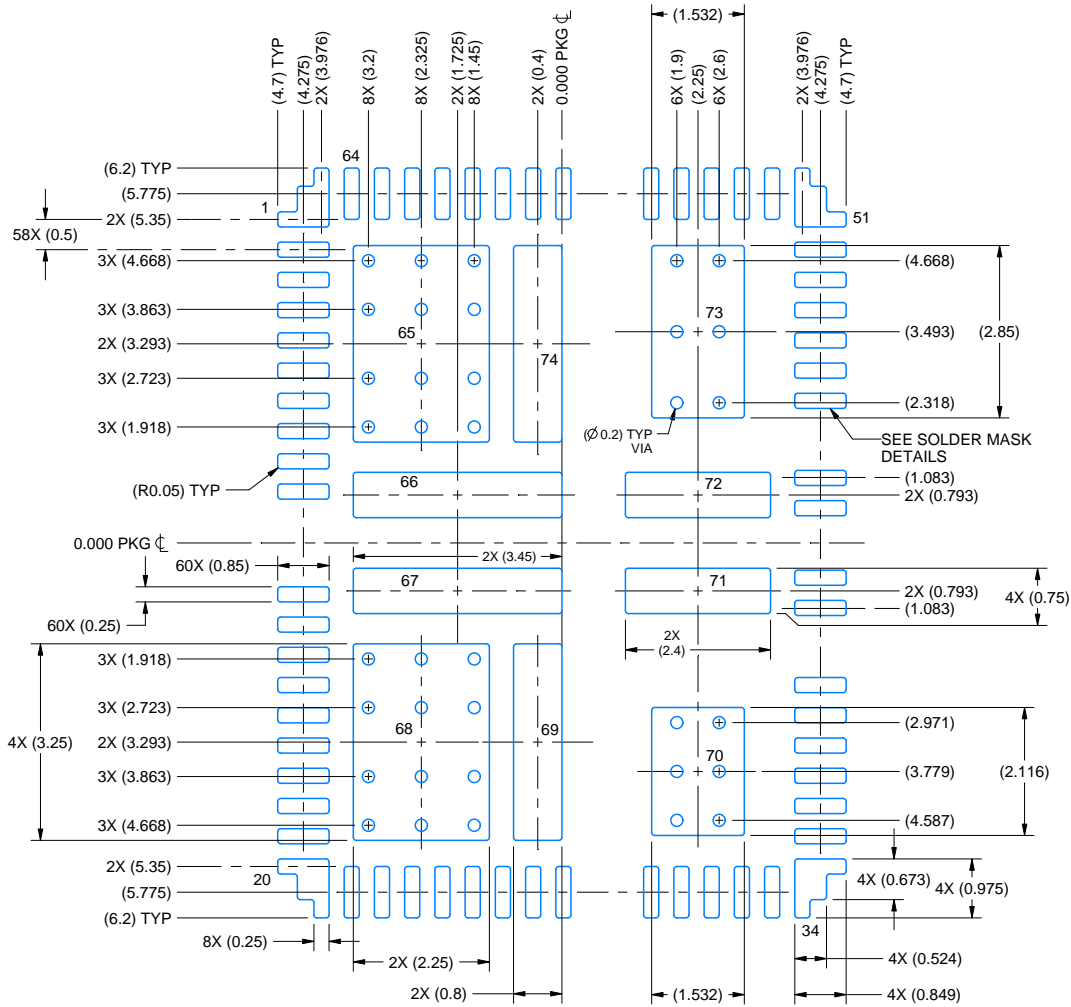 (4.7) TYP
(4.275)
2X (3.976)
8X (3.2)
8X (2.325)
2X (1.725)
8X (1.45)
2X (0.4)
0.000 PKG ℄
(1.532)
6X (1.9)
(2.25)
6X (2.6)
2X (3.976)
(4.275)
(4.7) TYP
(6.2) TYP
64
(5.775)
1
2X (5.35)
51
58X (0.5)
3X (4.668)
(4.668)
3X (3.863)
73
65
(3.493)
(2.85)
2X (3.293)
74
3X (2.723)
(2.318)
3X (1.918)
(Ø0.2) TYP
VIA
SEE SOLDER MASK
DETAILS
(R0.05) TYP
66
72
(1.083)
2X (0.793)
0.000 PKG ℄
2X (3.45)
60X (0.85)
67
71
2X (0.793)
4X (0.75)
60X (0.25)
(1.083)
2X
(2.4)
3X (1.918)
3X (2.723)
(2.971)
68
69
4X (3.25)
2X (3.293)
70
(3.779)
(2.116)
3X (3.863)
3X (4.668)
(4.587)
2X (5.35)
20
(5.775)
4X (0.673)
4X (0.975)
(6.2) TYP
34
8X (0.25)
4X (0.524)
2X (2.25)
2X (0.8)
(1.532)
4X (0.849)